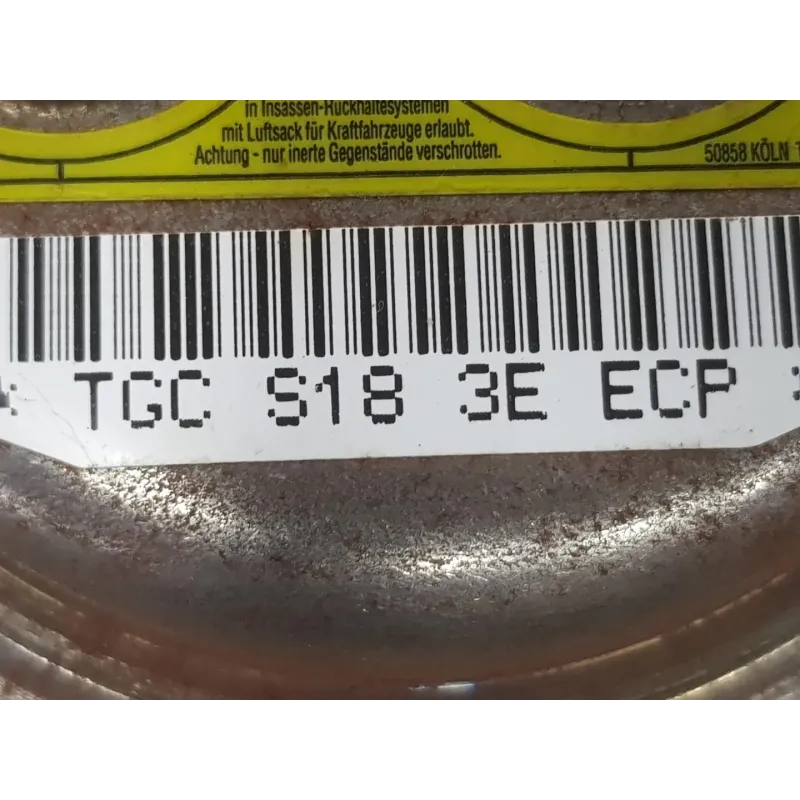 in Insassen-Rückhaltesystemen
mit Luftsack für Kraftfahrzeuge erlaubt.
Achtung - nur inerte Gegenstände verschrotten.
50858 KÖLN
* TGC S18 3E ECP *